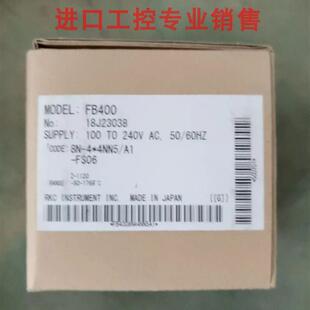 进口工控专业销售
MODEL: FB400
No: 18J23038
SUPPLY: 100 TO 240V AC, 50/60HZ
CODE: 8N-4*4NN5/A1
-FS06
RKC INSTRUMENT INC. MADE IN JAPAN